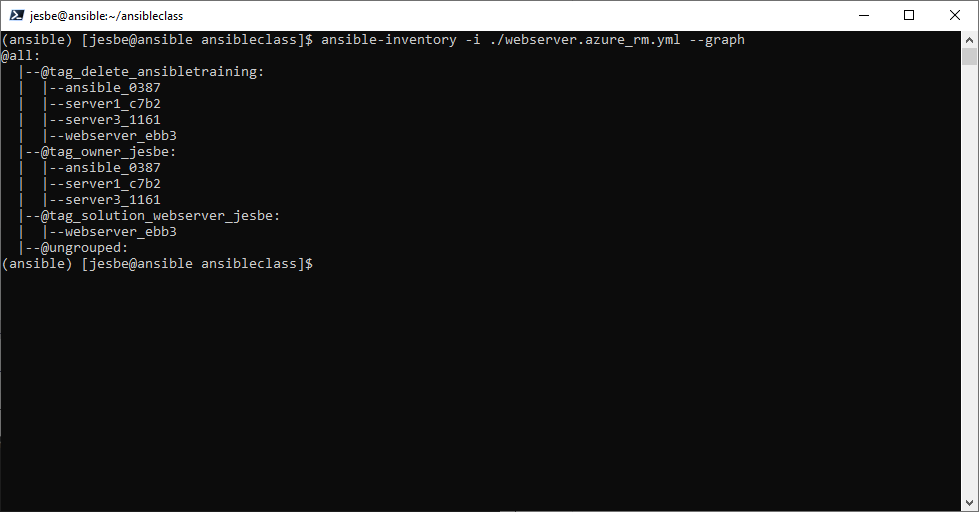 jesbe@ansible:~/ansibleclass
(ansible) [jesbe@ansible ansibleclass]$ ansible-inventory -i ./webserver.azure_rm.yml --graph
@all:
  |--@tag_delete_ansibletraining:
  |  |--ansible_0387
  |  |--server1_c7b2
  |  |--server3_1161
  |  |--webserver_ebb3
  |--@tag_owner_jesbe:
  |  |--ansible_0387
  |  |--server1_c7b2
  |  |--server3_1161
  |--@tag_solution_webserver_jesbe:
  |  |--webserver_ebb3
  |--@ungrouped:
(ansible) [jesbe@ansible ansibleclass]$